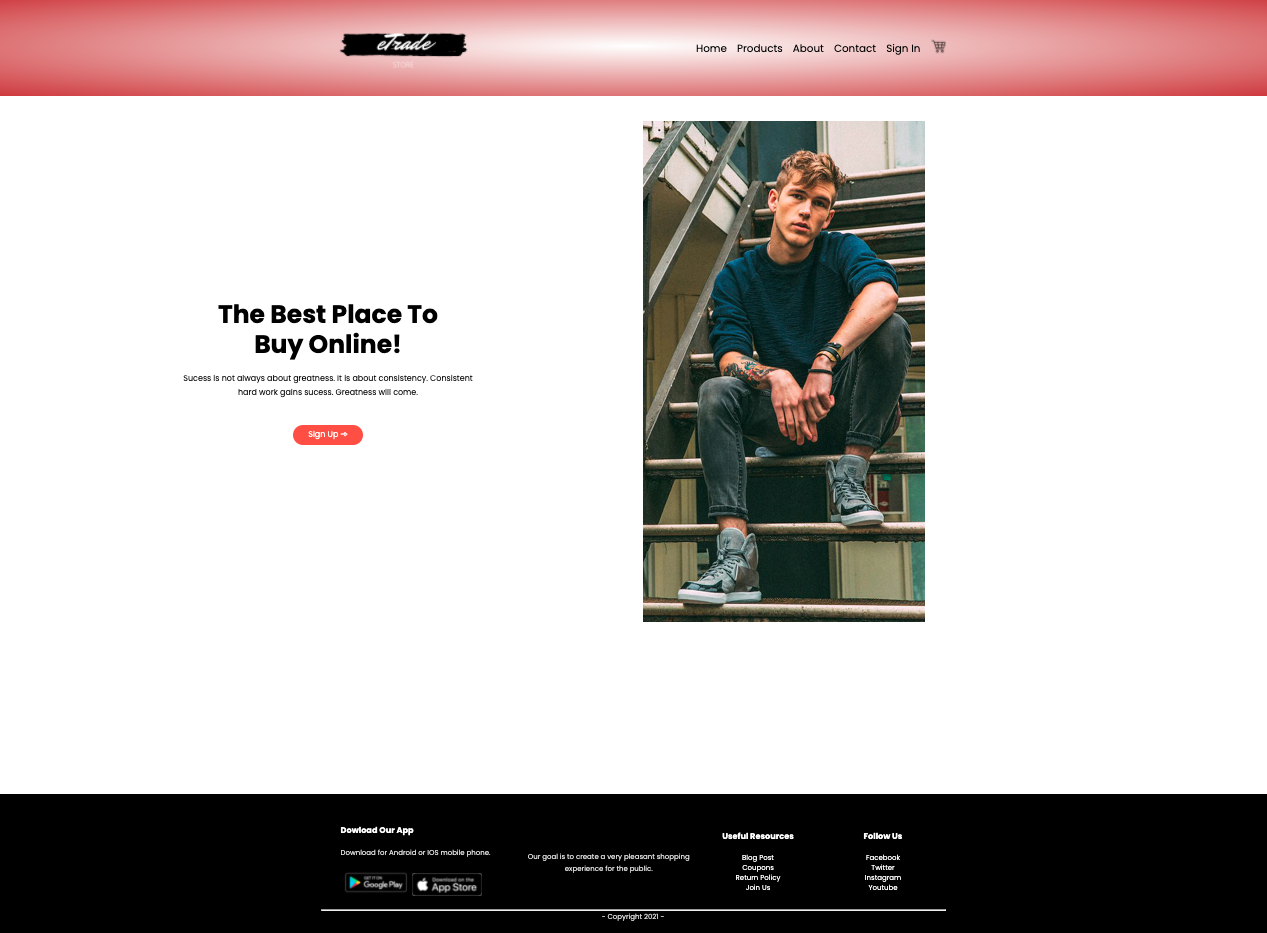 eTrade
STORE
Home Products About Contact Sign In
The Best Place To
Buy Online!
Sucess is not always about greatness. It is about consistency. Consistent
hard work gains sucess. Greatness will come.
Sign Up →
Dowload Our App
Download for Android or IOS mobile phone.
GET IT ON
Google Play
Download on the
App Store
Our goal is to create a very pleasant shopping
experience for the public.
Useful Resources
Blog Post
Coupons
Return Policy
Join Us
Follow Us
Facebook
Twitter
Instagram
Youtube
- Copyright 2021 -